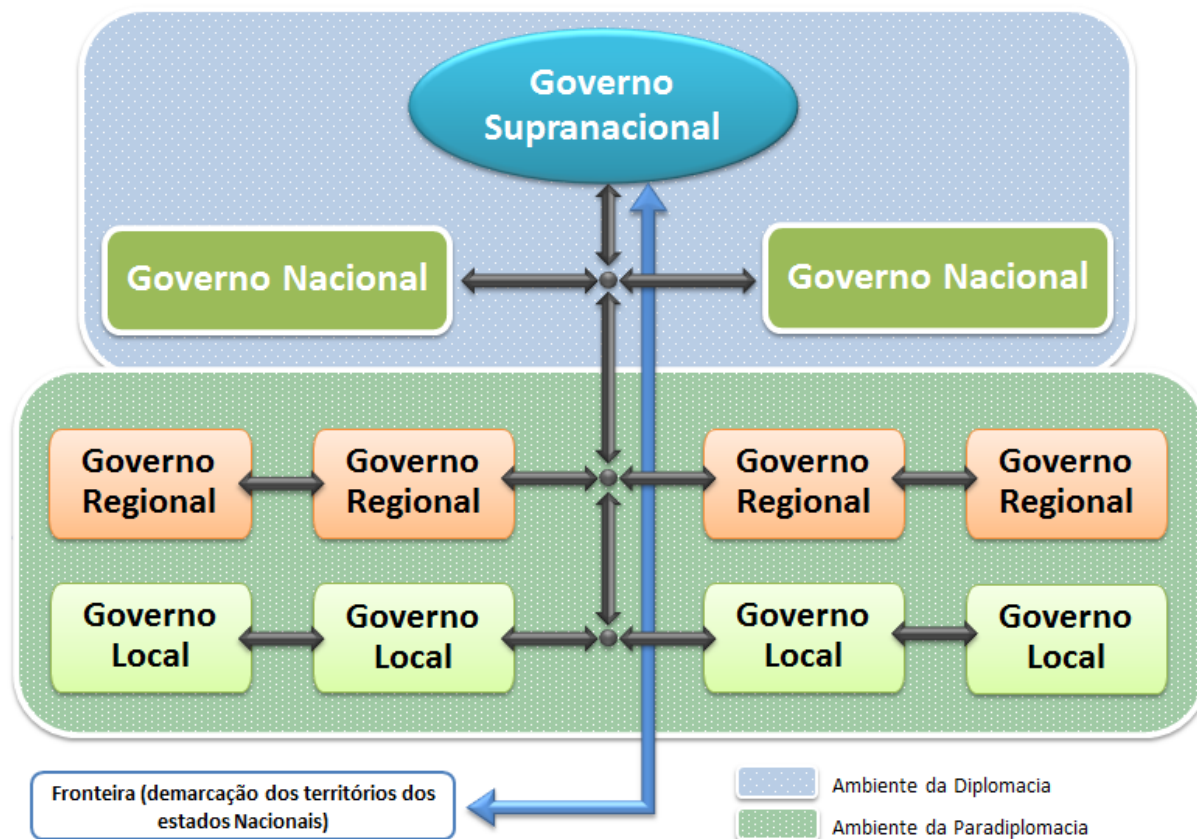 Governo
Supranacional
Governo Nacional
Governo Nacional
Governo
Regional
Governo
Regional
Governo
Regional
Governo
Regional
Governo
Local
Governo
Local
Governo
Local
Governo
Local
Fronteira (demarcação dos territórios dos
estados Nacionais)
Ambiente da Diplomacia
Ambiente da Paradiplomacia